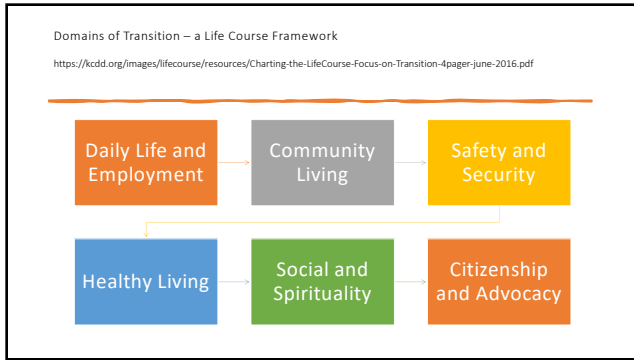 Domains of Transition – a Life Course Framework
https://kcdd.org/images/lifecourse/resources/Charting-the-LifeCourse-Focus-on-Transition-4pager-june-2016.pdf
Daily Life and
Employment
Community
Living
Safety and
Security
Healthy Living
Social and
Spirituality
Citizenship
and Advocacy